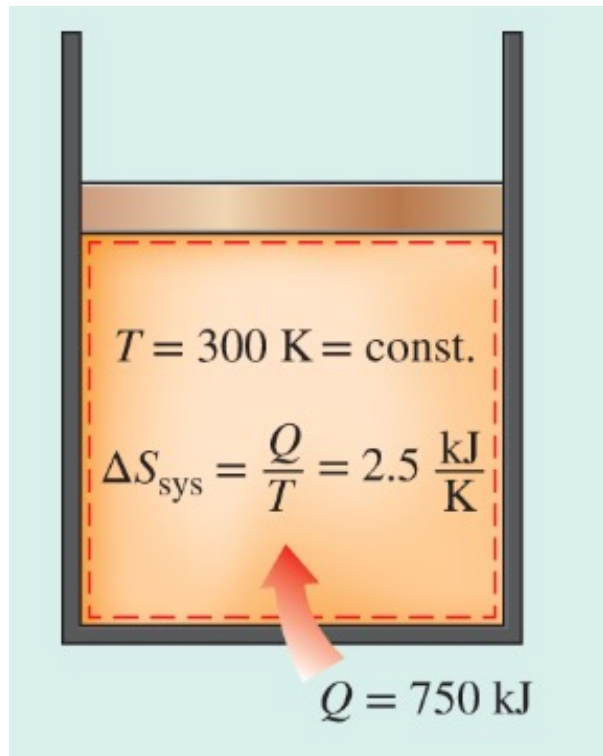 T = 300 K = const.
ΔS_sys = Q/T = 2.5 kJ/K
Q = 750 kJ